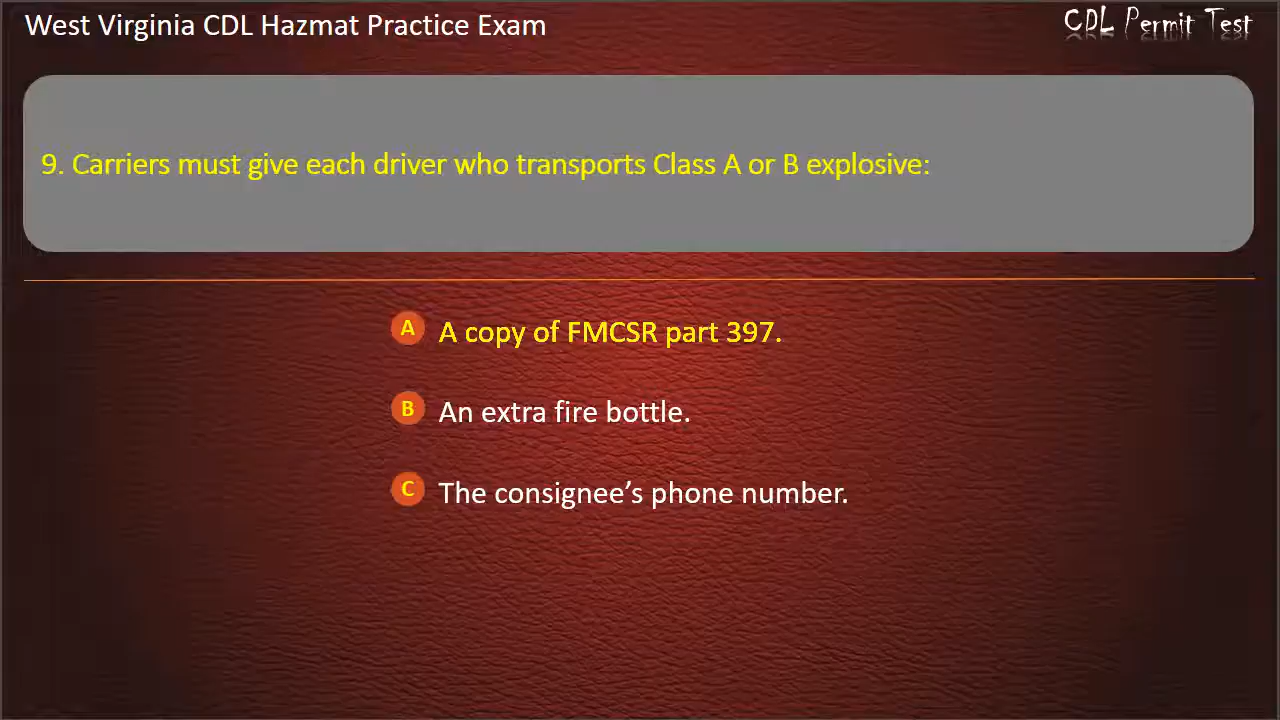 West Virginia CDL Hazmat Practice Exam
CDL Permit Test
9. Carriers must give each driver who transports Class A or B explosive:
A A copy of FMCSR part 397.
B An extra fire bottle.
C The consignee’s phone number.